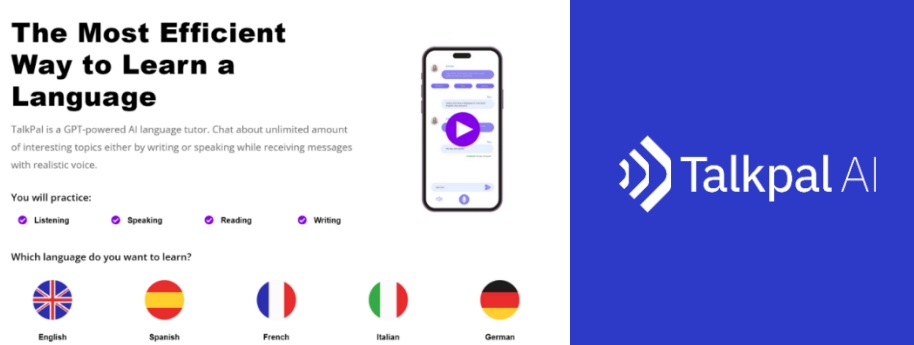 The Most Efficient
Way to Learn a
Language
TalkPal is a GPT-powered AI language tutor. Chat about unlimited amount
of interesting topics either by writing or speaking while receiving messages
with realistic voice.
You will practice:
Listening Speaking Reading Writing
Which language do you want to learn?
English Spanish French Italian German
Talkpal AI